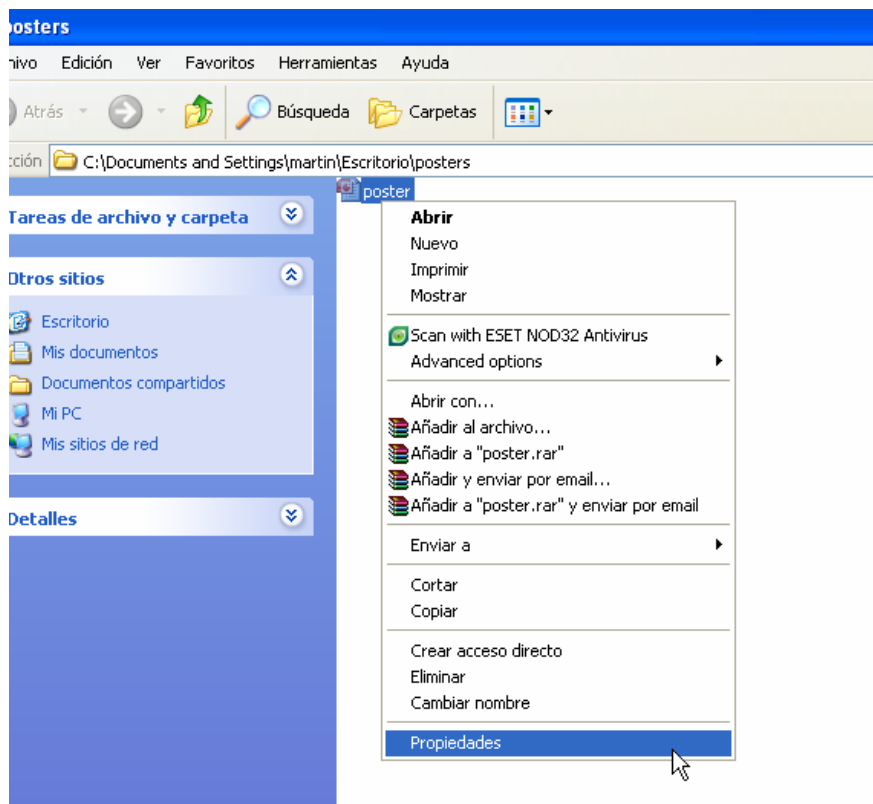 posters
hivo Edición Ver Favoritos Herramientas Ayuda
Atrás Búsqueda Carpetas
cción C:\Documents and Settings\martin\Escritorio\posters
poster
Tareas de archivo y carpeta
Otros sitios
Escritorio
Mis documentos
Documentos compartidos
Mi PC
Mis sitios de red
Detalles
Abrir
Nuevo
Imprimir
Mostrar
Scan with ESET NOD32 Antivirus
Advanced options
Abrir con...
Añadir al archivo...
Añadir a "poster.rar"
Añadir y enviar por email...
Añadir a "poster.rar" y enviar por email
Enviar a
Cortar
Copiar
Crear acceso directo
Eliminar
Cambiar nombre
Propiedades